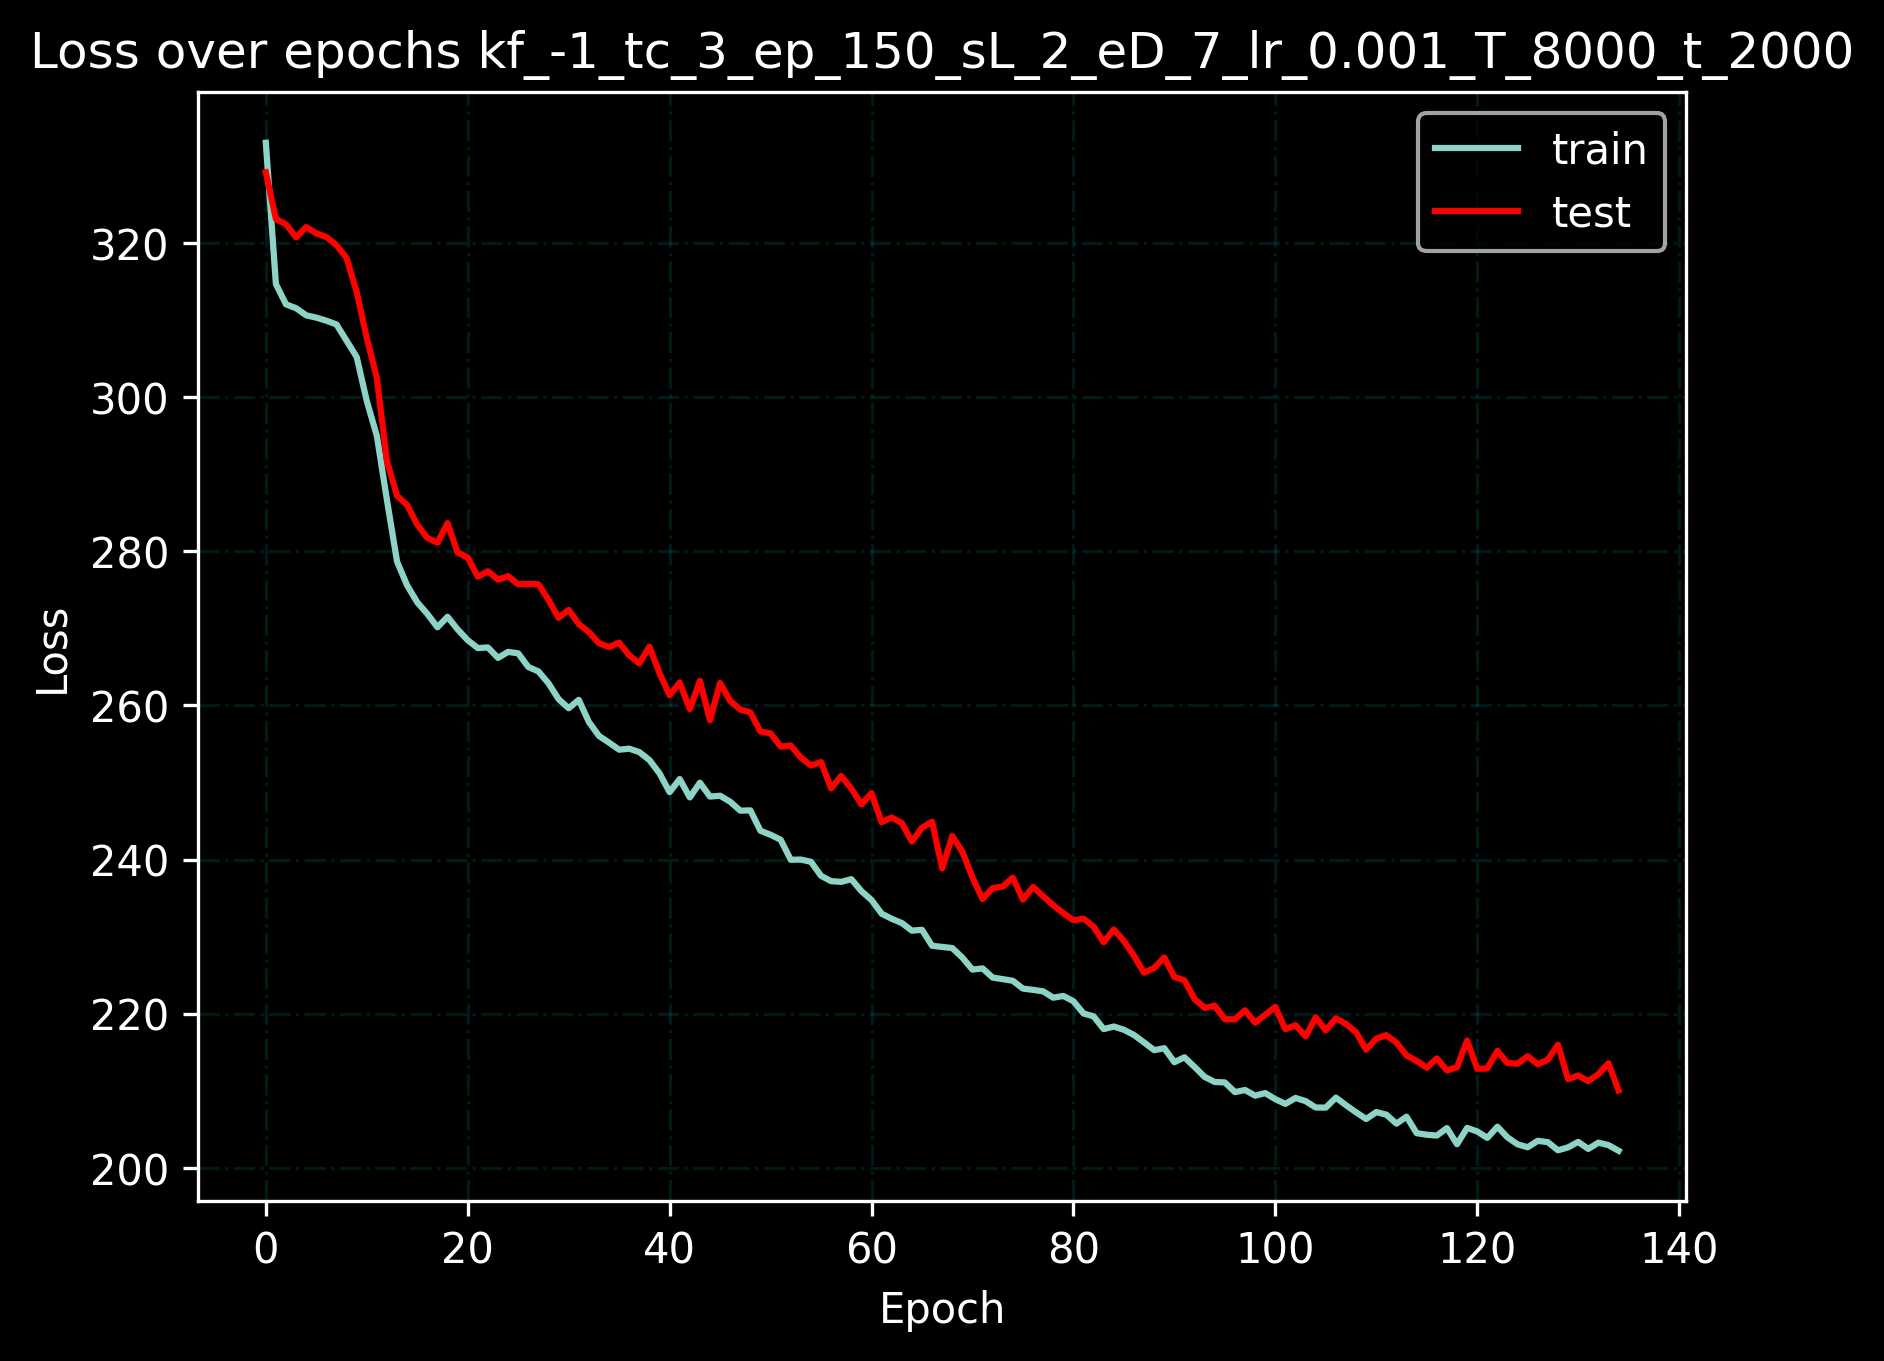 Loss over epochs kf_-1_tc_3_ep_150_sL_2_eD_7_lr_0.001_T_8000_t_2000
train
test
320
300
280
260
240
220
200
Loss
0 20 40 60 80 100 120 140
Epoch